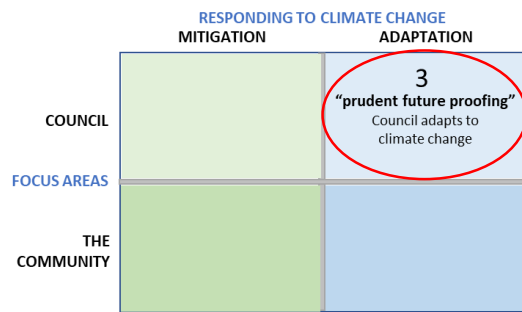 RESPONDING TO CLIMATE CHANGE
MITIGATION
ADAPTATION
3
“prudent future proofing”
Council adapts to
climate change
COUNCIL
FOCUS AREAS
THE
COMMUNITY